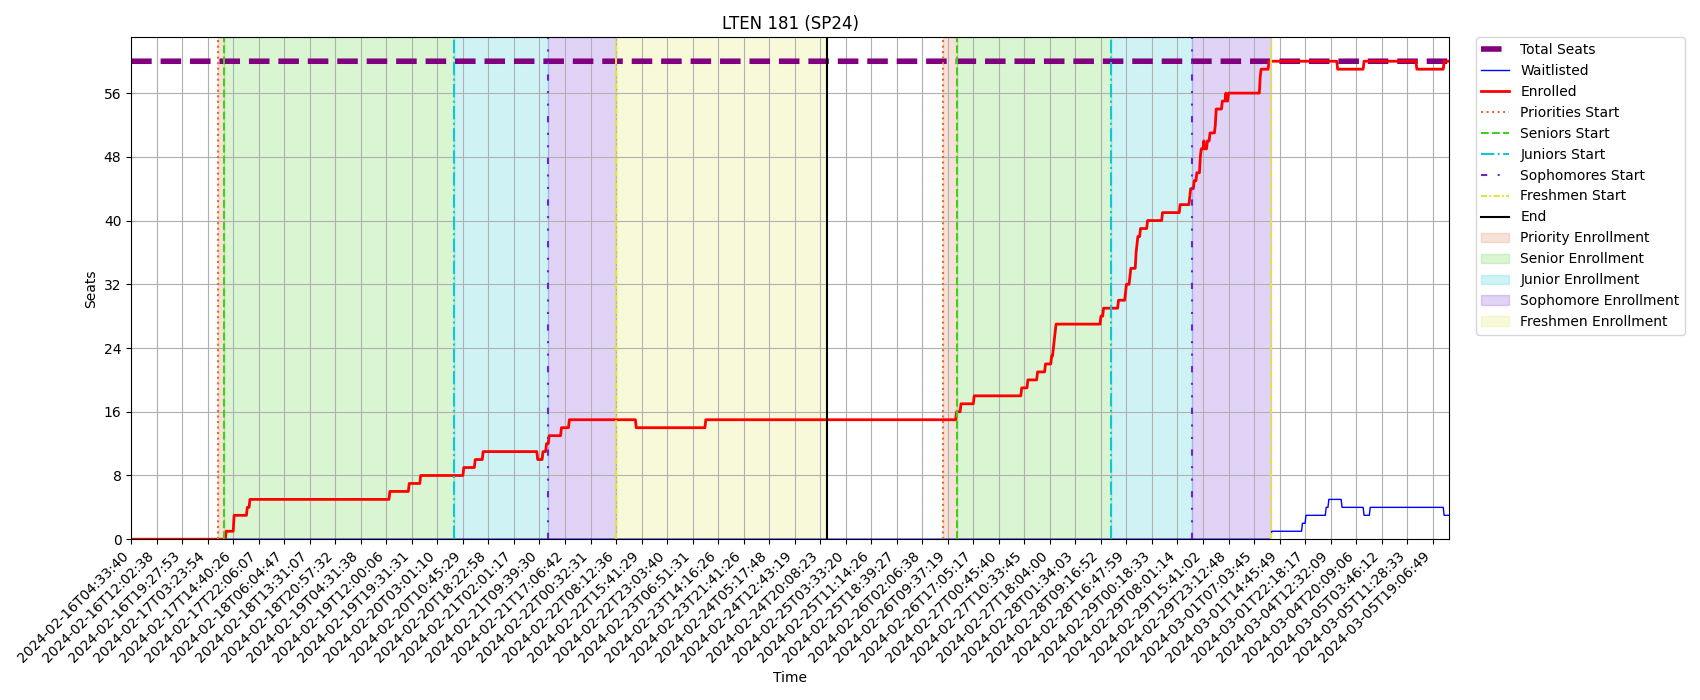 LTEN 181 (SP24)
Seats
56
48
40
32
24
16
8
0
2024-02-16T04:33:40
2024-02-16T12:02:38
2024-02-16T19:27:53
2024-02-17T03:23:54
2024-02-17T14:40:26
2024-02-17T22:06:07
2024-02-18T06:04:47
2024-02-18T13:31:07
2024-02-18T20:57:32
2024-02-19T04:31:38
2024-02-19T12:00:06
2024-02-19T19:31:31
2024-02-20T03:01:10
2024-02-20T10:45:29
2024-02-20T18:22:58
2024-02-21T02:01:17
2024-02-21T09:39:30
2024-02-21T17:06:42
2024-02-22T00:32:31
2024-02-22T08:12:36
2024-02-22T15:41:29
2024-02-22T23:03:40
2024-02-23T06:51:31
2024-02-23T14:16:26
2024-02-23T21:41:26
2024-02-24T05:17:48
2024-02-24T12:43:19
2024-02-24T20:08:23
2024-02-25T03:33:20
2024-02-25T11:14:26
2024-02-25T18:39:27
2024-02-26T02:06:38
2024-02-26T09:37:19
2024-02-26T17:05:17
2024-02-27T00:45:40
2024-02-27T10:33:45
2024-02-27T18:04:00
2024-02-28T01:34:03
2024-02-28T09:16:52
2024-02-28T16:47:59
2024-02-29T00:18:33
2024-02-29T08:01:14
2024-02-29T15:41:02
2024-02-29T23:12:48
2024-03-01T07:03:45
2024-03-01T14:45:49
2024-03-01T22:18:17
2024-03-04T12:32:09
2024-03-04T20:09:06
2024-03-05T03:46:12
2024-03-05T11:28:33
2024-03-05T19:06:49
Time
Total Seats
Waitlisted
Enrolled
Priorities Start
Seniors Start
Juniors Start
Sophomores Start
Freshmen Start
End
Priority Enrollment
Senior Enrollment
Junior Enrollment
Sophomore Enrollment
Freshmen Enrollment